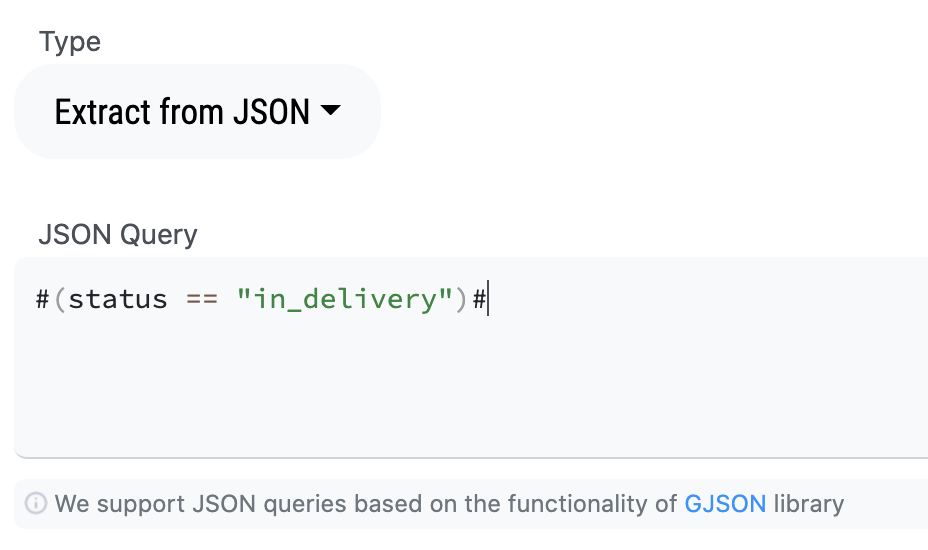 Type
Extract from JSON
JSON Query
#(status == "in_delivery")#
We support JSON queries based on the functionality of GJSON library